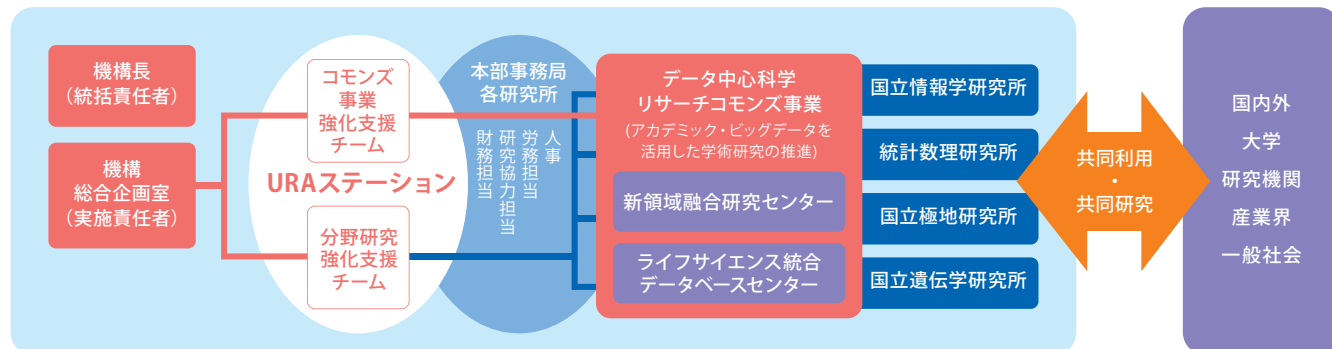 機構長
(統括責任者)
機構
総合企画室
(実施責任者)
コモンズ
事業
強化支援
チーム
URAステーション
分野研究
強化支援
チーム
本部事務局
各研究所
人事
労務担当
研究協力担当
財務担当
データ中心科学
リサーチコモンズ事業
(アカデミック・ビッグデータを
活用した学術研究の推進)
新領域融合研究センター
ライフサイエンス統合
データベースセンター
国立情報学研究所
統計数理研究所
国立極地研究所
国立遺伝学研究所
共同利用
・
共同研究
国内外
大学
研究機関
産業界
一般社会